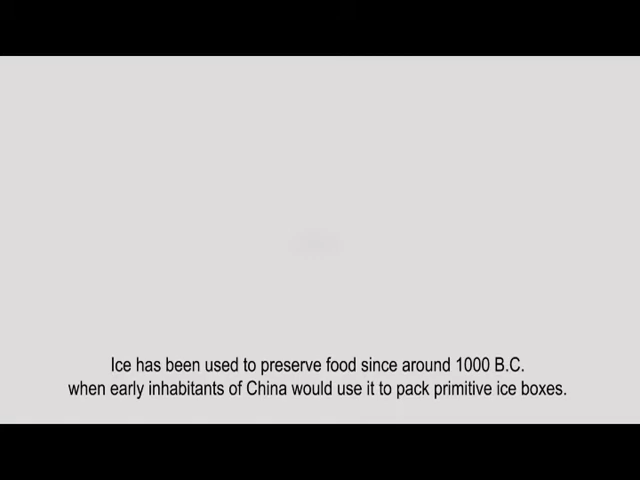 Ice has been used to preserve food since around 1000 B.C.
when early inhabitants of China would use it to pack primitive ice boxes.